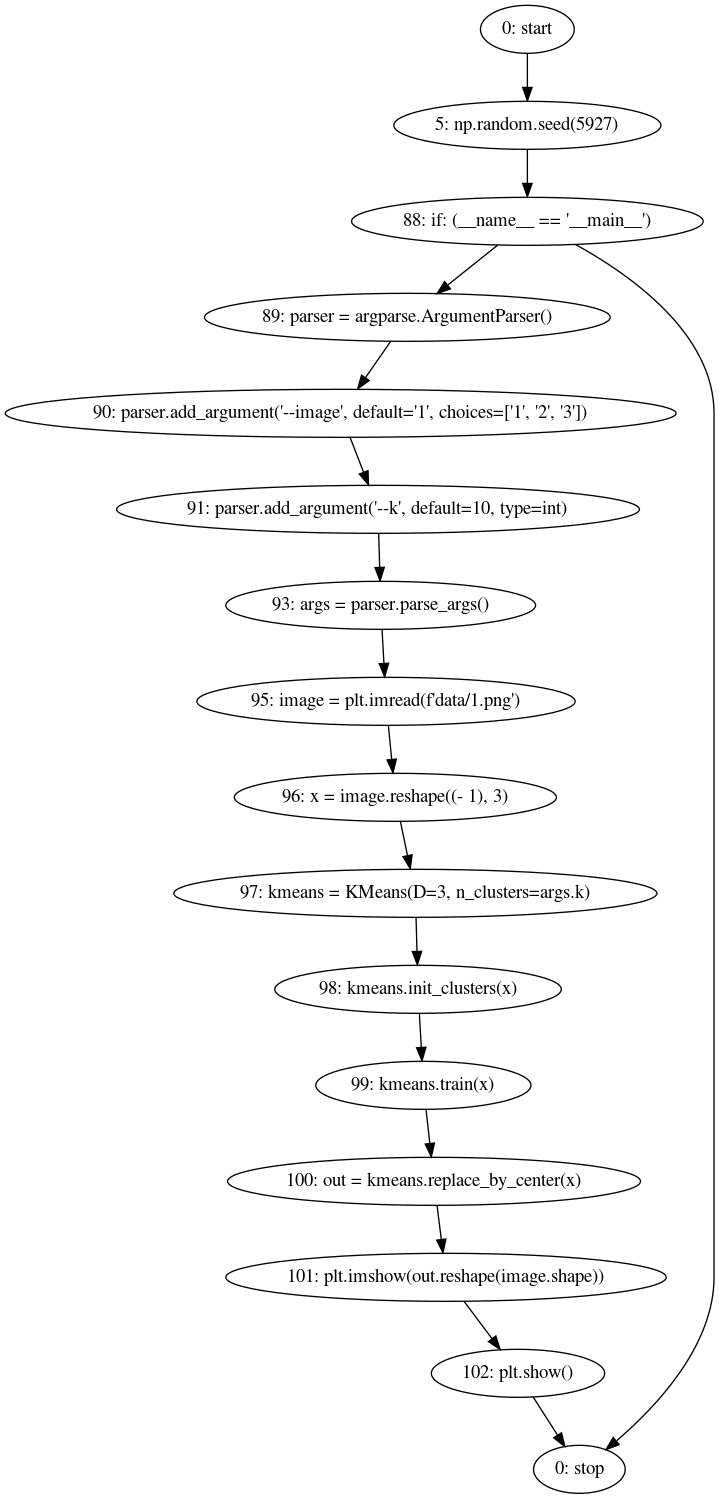 0: start
5: np.random.seed(5927)
88: if: (__name__ == '__main__')
89: parser = argparse.ArgumentParser()
90: parser.add_argument('--image', default='1', choices=['1', '2', '3'])
91: parser.add_argument('--k', default=10, type=int)
93: args = parser.parse_args()
95: image = plt.imread(f'data/1.png')
96: x = image.reshape((- 1), 3)
97: kmeans = KMeans(D=3, n_clusters=args.k)
98: kmeans.init_clusters(x)
99: kmeans.train(x)
100: out = kmeans.replace_by_center(x)
101: plt.imshow(out.reshape(image.shape))
102: plt.show()
0: stop